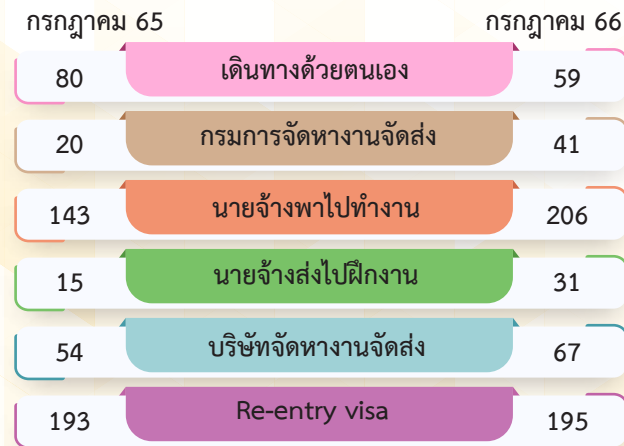 กรกฎาคม 65 กรกฎาคม 66
80 เดินทางด้วยตนเอง 59
20 กรมการจัดหางานจัดส่ง 41
143 นายจ้างพาไปทำงาน 206
15 นายจ้างส่งไปฝึกงาน 31
54 บริษัทจัดหางานจัดส่ง 67
193 Re-entry visa 195